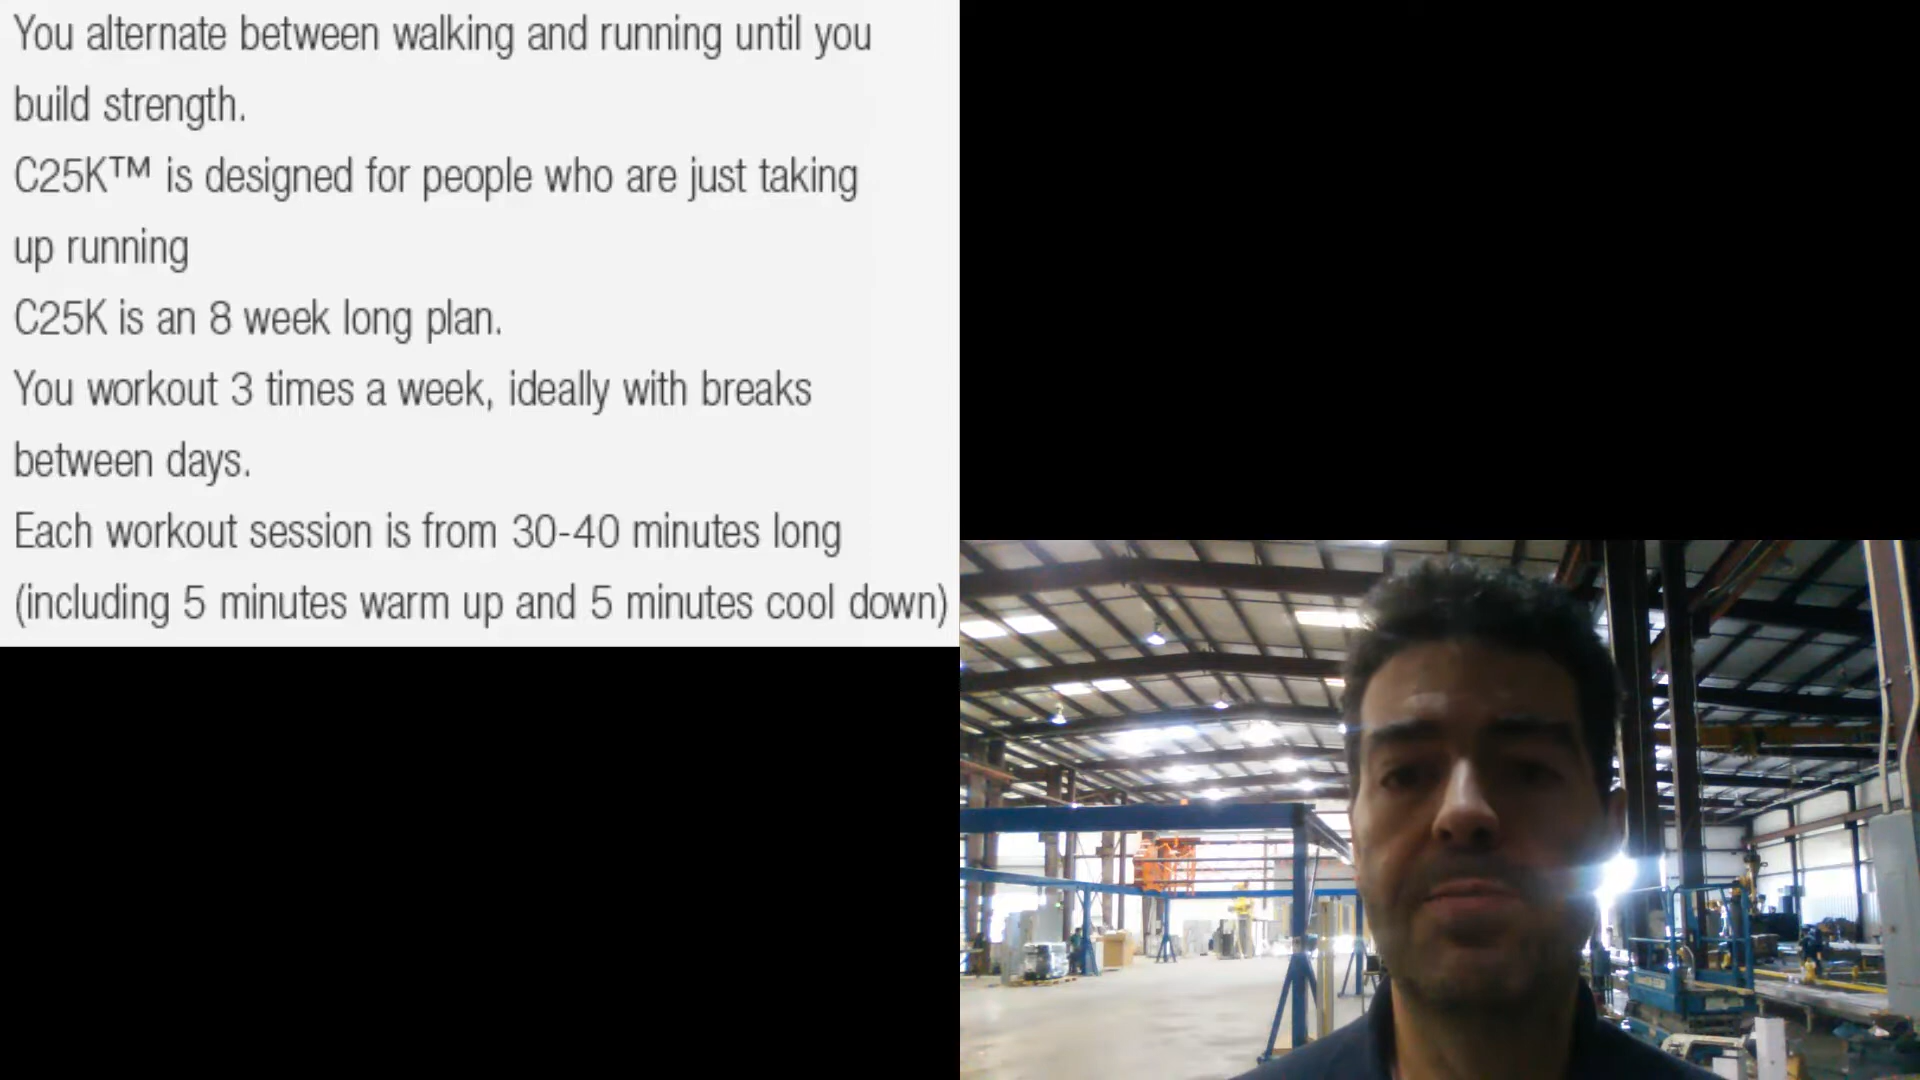 You alternate between walking and running until you
build strength.
C25K™ is designed for people who are just taking
up running
C25K is an 8 week long plan.
You workout 3 times a week, ideally with breaks
between days.
Each workout session is from 30-40 minutes long
(including 5 minutes warm up and 5 minutes cool down)